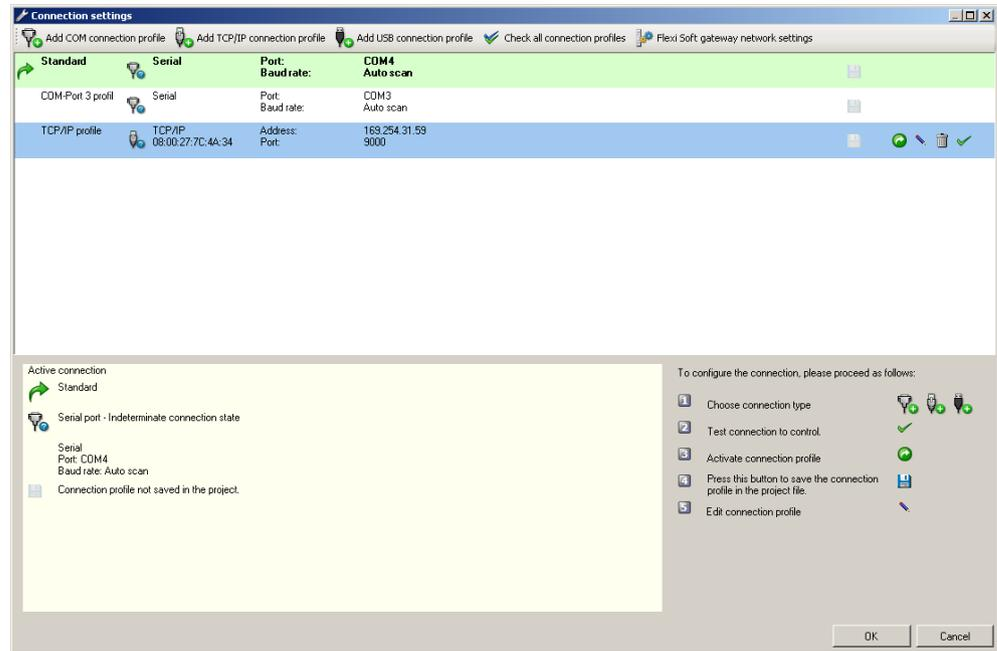 Connection settings
Add COM connection profile Add TCP/IP connection profile Add USB connection profile Check all connection profiles Flexi Soft gateway network settings
Standard Serial Port: COM4
Baud rate: Auto scan
COM-Port 3 profil Serial Port: COM3
Baud rate: Auto scan
TCP/IP profile TCP/IP Address: 169.254.31.59
08:00:27:7C:4A:34 Port: 9000
Active connection
Standard
Serial port - Indeterminate connection state
Serial
Port: COM4
Baud rate: Auto scan
Connection profile not saved in the project.
To configure the connection, please proceed as follows:
1 Choose connection type
2 Test connection to control.
3 Activate connection profile
4 Press this button to save the connection
profile in the project file.
5 Edit connection profile
OK Cancel